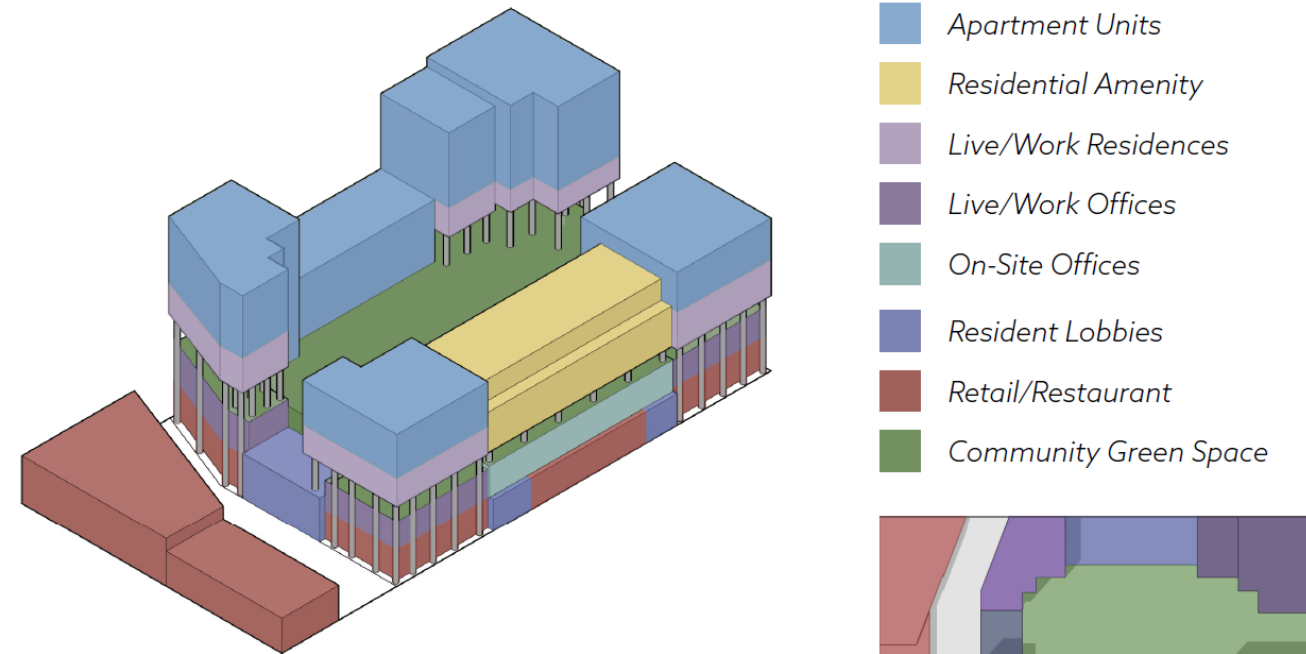 Apartment Units
Residential Amenity
Live/Work Residences
Live/Work Offices
On-Site Offices
Resident Lobbies
Retail/Restaurant
Community Green Space